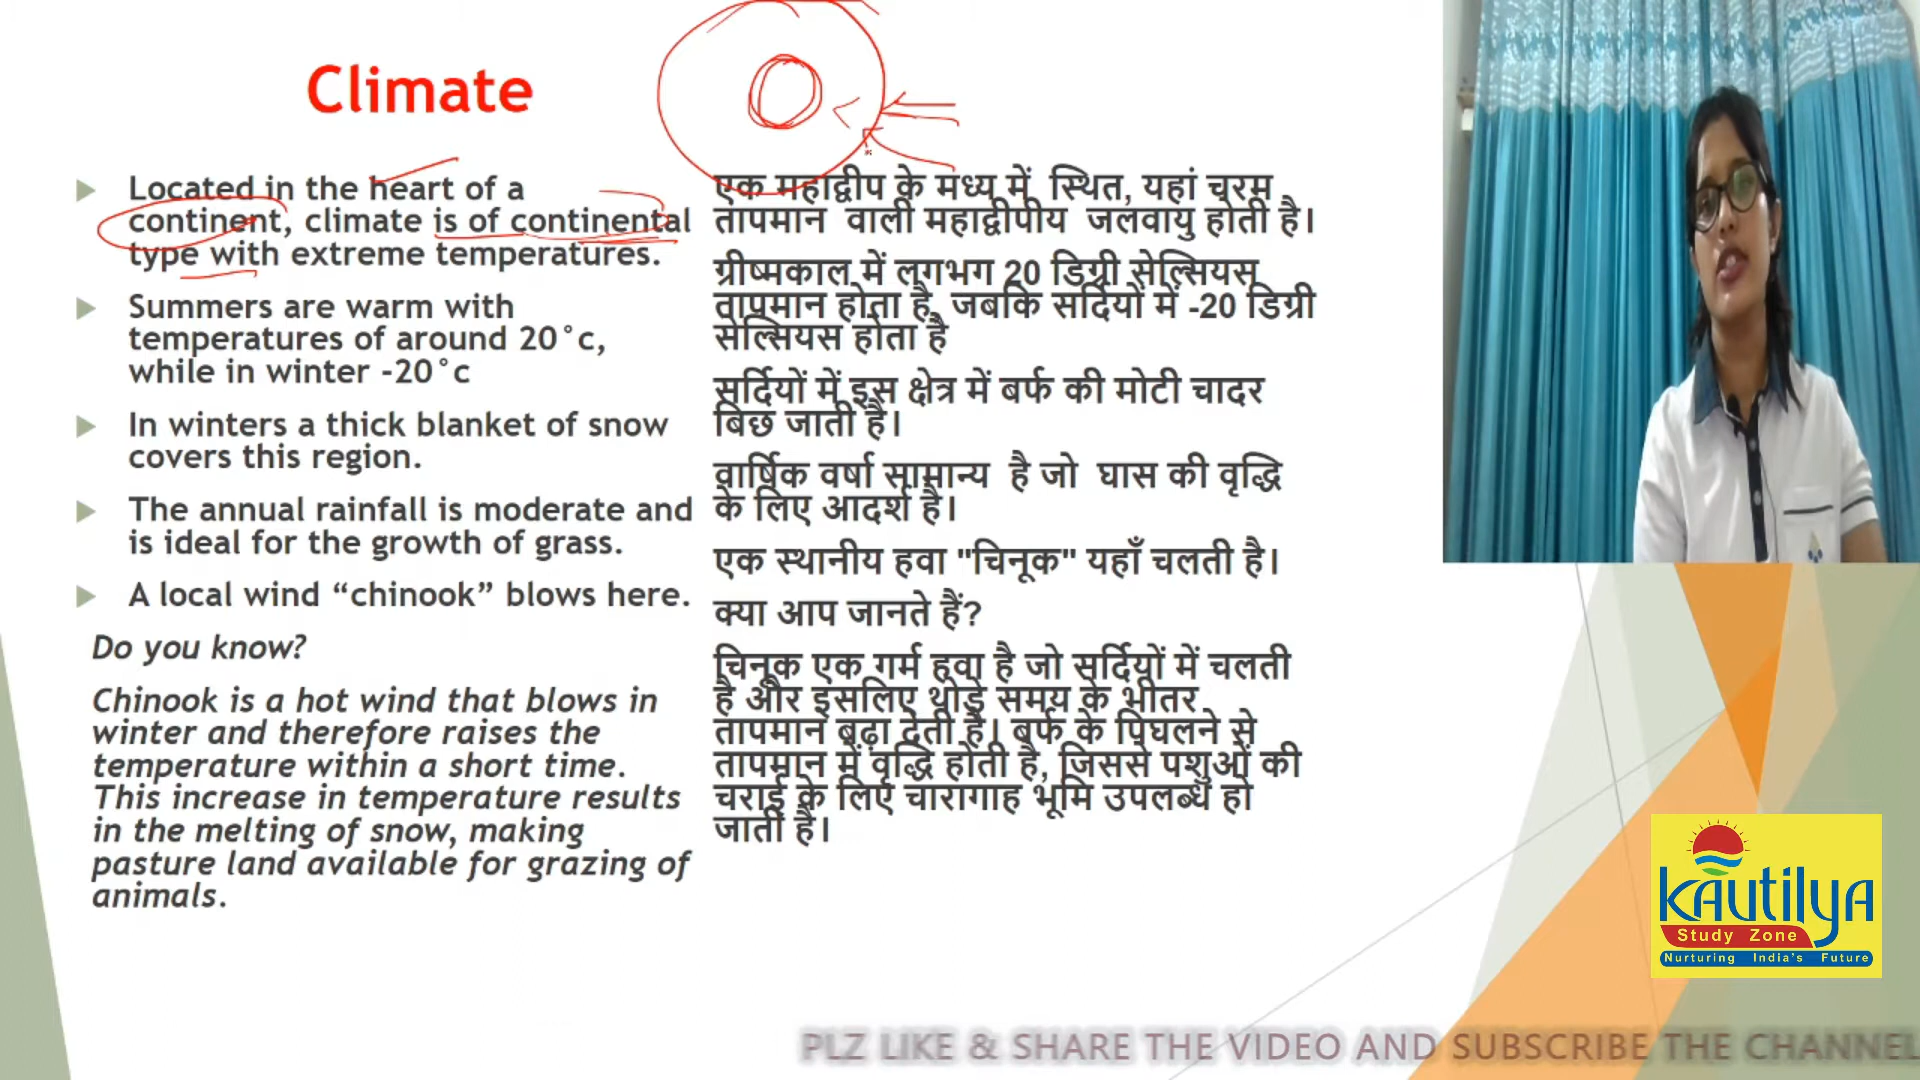 Climate
Located in the heart of a
continent, climate is of continental
type with extreme temperatures.
Summers are warm with
temperatures of around 20°c,
while in winter -20°c
In winters a thick blanket of snow
covers this region.
The annual rainfall is moderate and
is ideal for the growth of grass.
A local wind “chinook” blows here.
Do you know?
Chinook is a hot wind that blows in
winter and therefore raises the
temperature within a short time.
This increase in temperature results
in the melting of snow, making
pasture land available for grazing of
animals.
एक महाद्वीप के मध्य में स्थित, यहां चरम
तापमान वाली महाद्वीपीय जलवायु होती है।
ग्रीष्मकाल में लगभग 20 डिग्री सेल्सियस
तापमान होता है, जबकि सर्दियों में -20 डिग्री
सेल्सियस होता है
सर्दियों में इस क्षेत्र में बर्फ की मोटी चादर
बिछ जाती है।
वार्षिक वर्षा सामान्य है जो घास की वृद्धि
के लिए आदर्श है।
एक स्थानीय हवा "चिनूक" यहाँ चलती है।
क्या आप जानते हैं?
चिनूक एक गर्म हवा है जो सर्दियों में चलती
है और इसलिए थोड़े समय के भीतर
तापमान बढ़ा देती है। बर्फ के पिघलने से
तापमान में वृद्धि होती है, जिससे पशुओं की
चराई के लिए चारागाह भूमि उपलब्ध हो
जाती है।
Kautilya
Study Zone
Nurturing India's Future
PLZ LIKE & SHARE THE VIDEO AND SUBSCRIBE THE CHANNEL